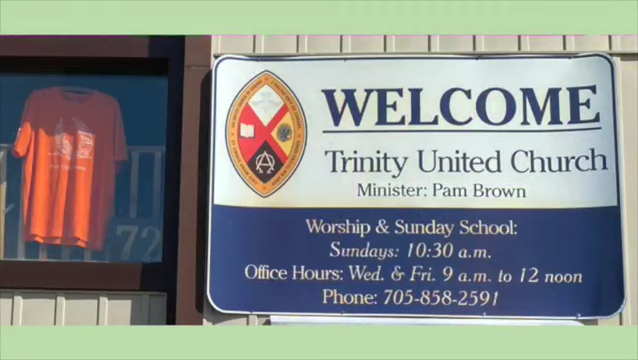 WELCOME
Trinity United Church
Minister: Pam Brown
Worship & Sunday School:
Sundays: 10:30 a.m.
Office Hours: Wed. & Fri. 9 a.m. to 12 noon
Phone: 705-858-2591
72